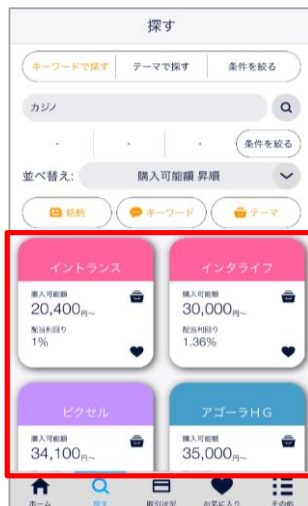 探す
キーワードで探す テーマで探す 条件を絞る
カジノ
- - - 条件を絞る
並べ替え: 購入可能額 昇順
銘柄 キーワード テーマ
イントランス インタライフ
購入可能額 購入可能額
20,400円~ 30,000円~
配当利回り 配当利回り
1% 1.36%
ピクセル アゴーラHG
購入可能額 購入可能額
34,100円~ 35,000円~
ホーム 探す 取引状況 お気に入り その他